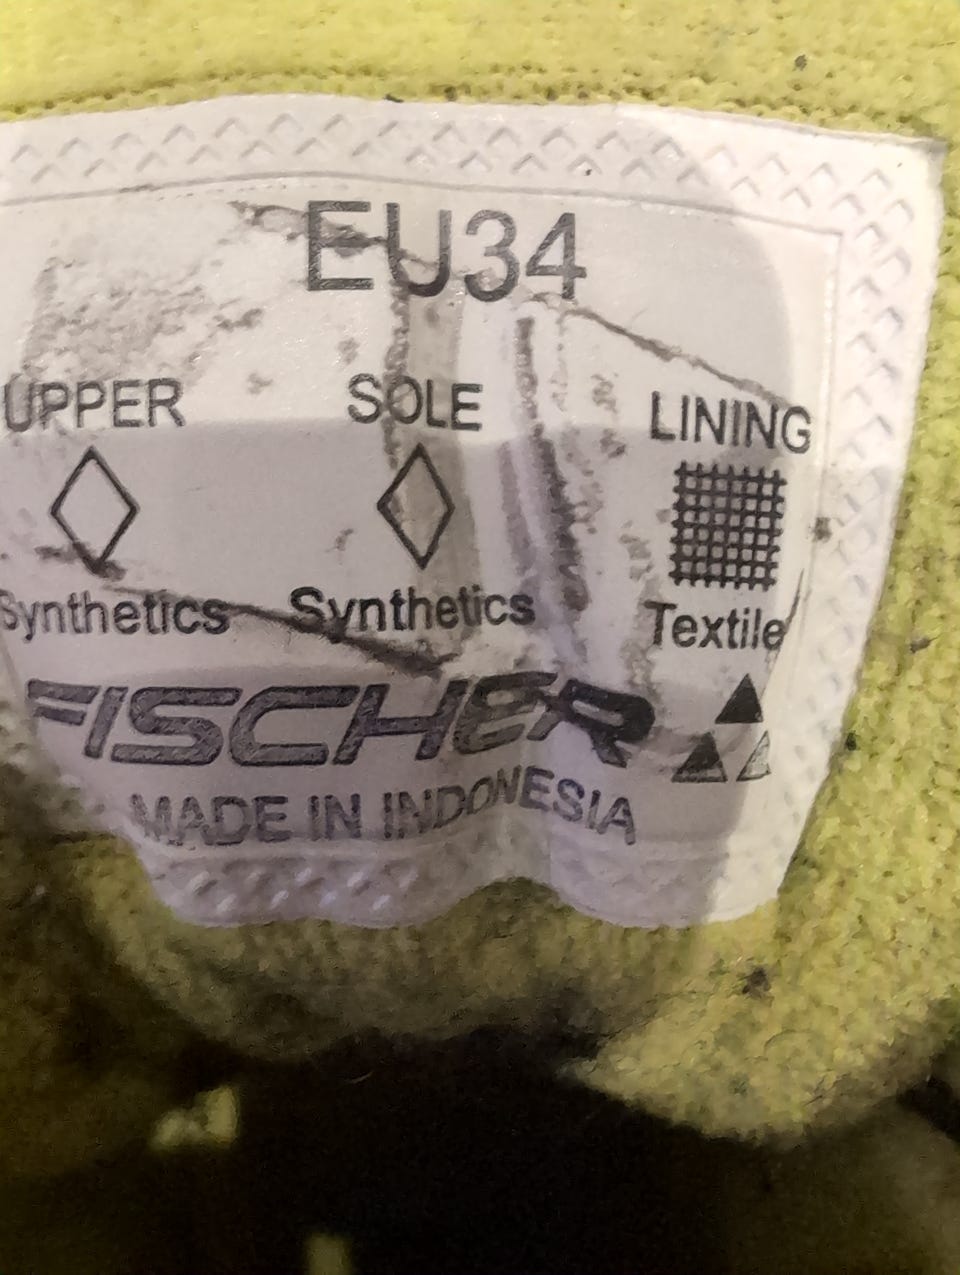 EU34
UPPER SOLE LINING
Synthetics Synthetics Textile
FISCHER
MADE IN INDONESIA